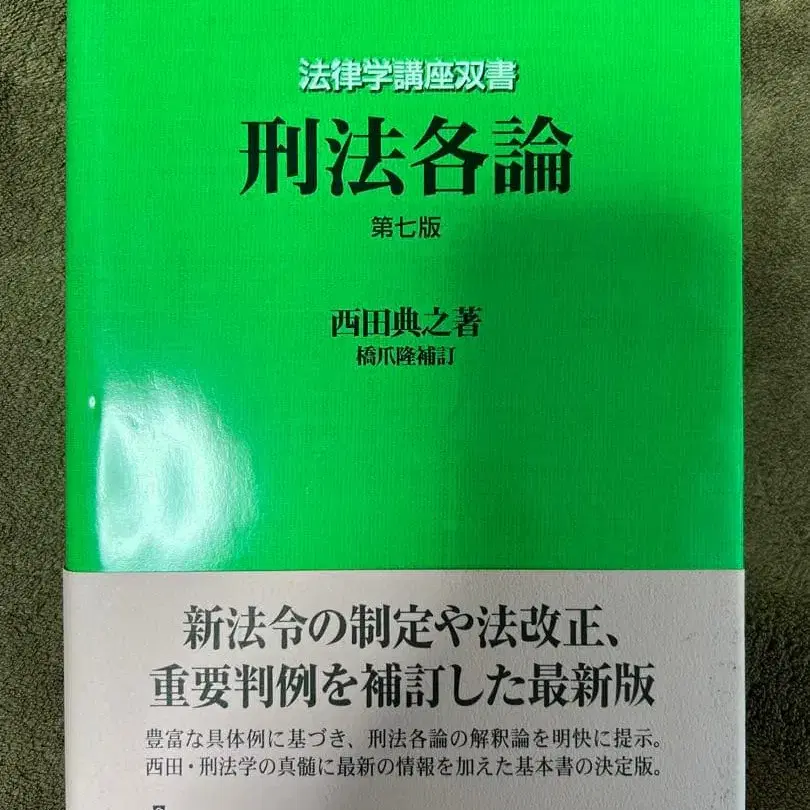 法律学講座双書
刑法各論
第七版
西田典之著
橋爪隆補訂
新法令の制定や法改正、
重要判例を補訂した最新版
豊富な具体例に基づき、刑法各論の解釈論を明快に提示。
西田・刑法学の真髄に最新の情報を加えた基本書の決定版。